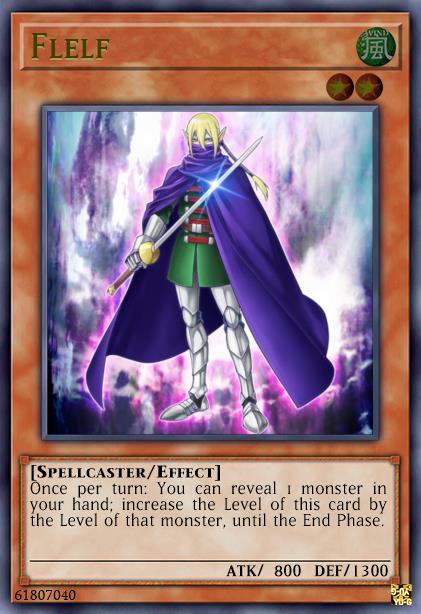 Flelf
WIND
風
[Spellcaster/Effect]
Once per turn: You can reveal 1 monster in
your hand; increase the Level of this card by
the Level of that monster, until the End Phase.
ATK/ 800 DEF/1300
61807040